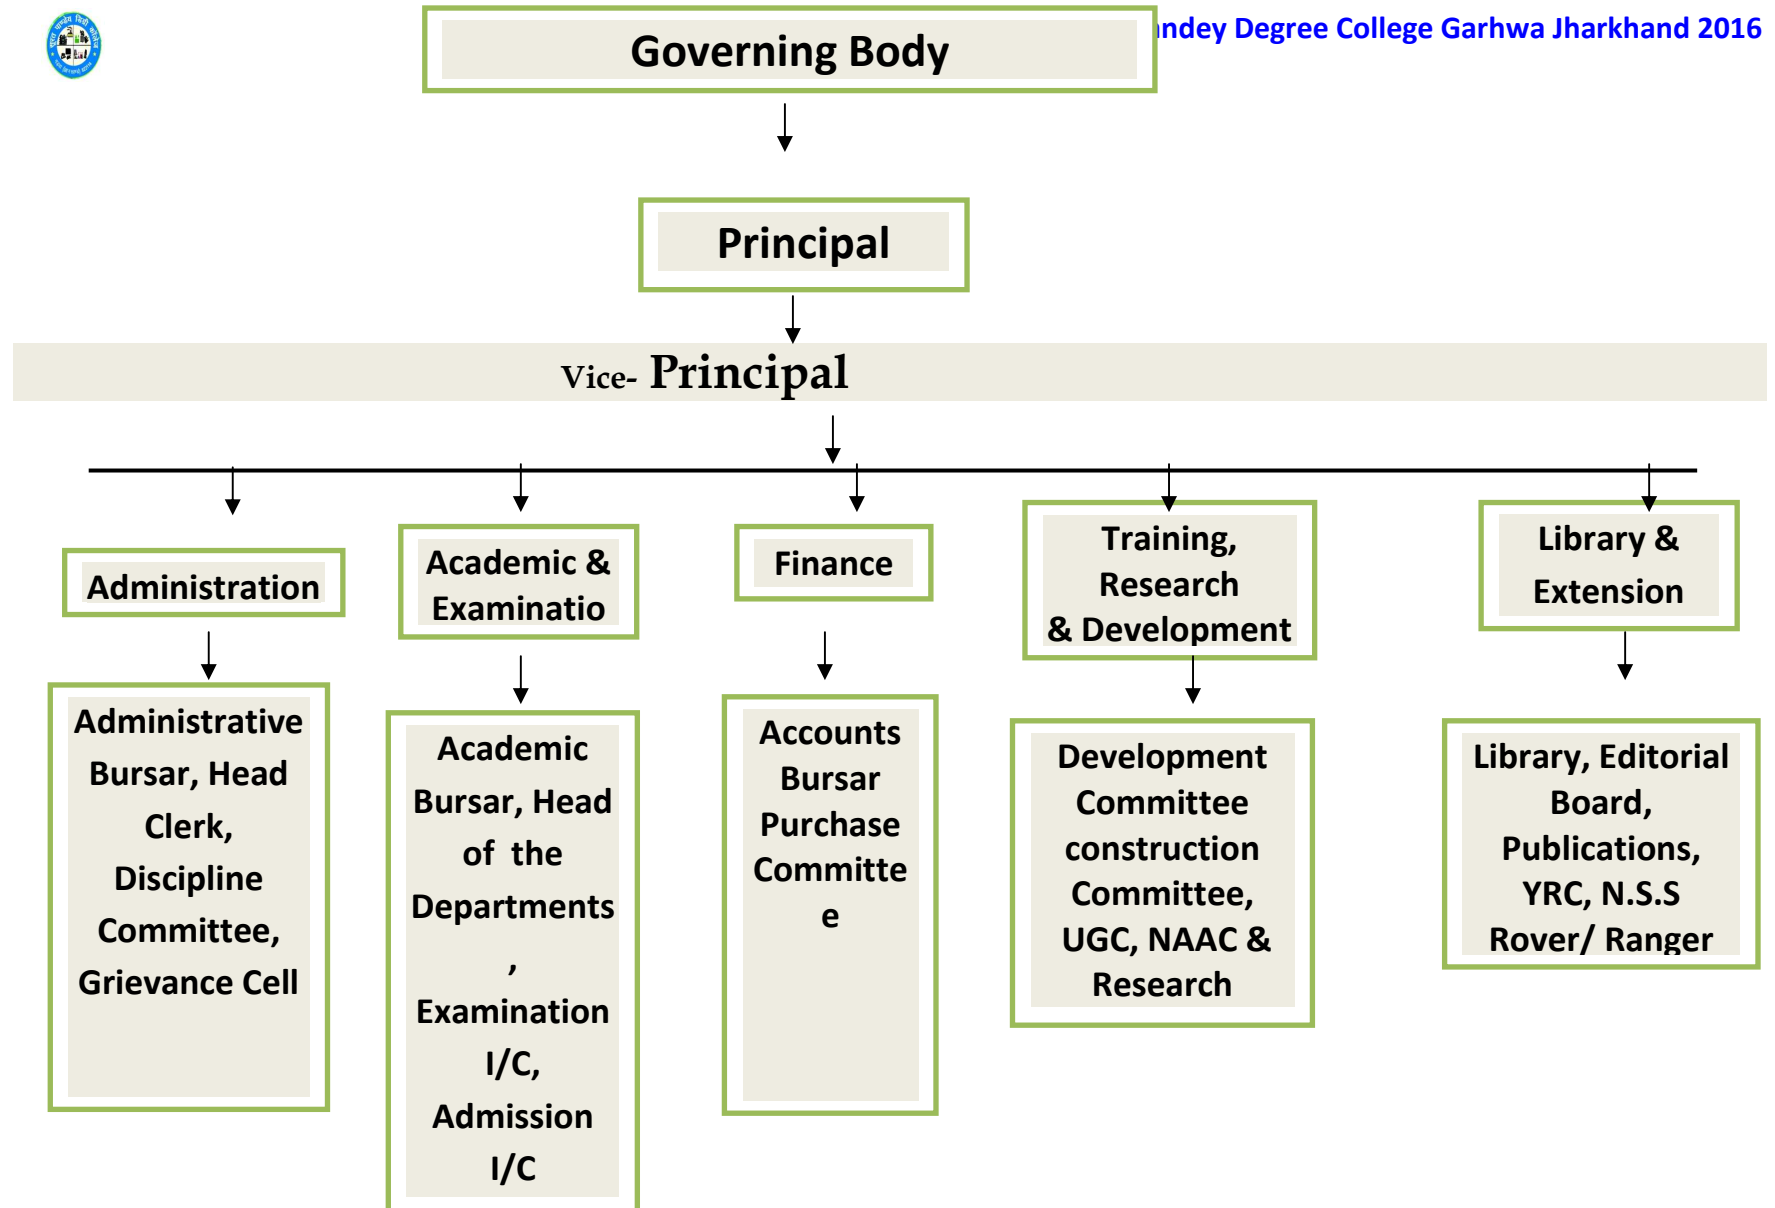 Governing Body
ndey Degree College Garhwa Jharkhand 2016
Principal
Vice- Principal
Administration
Academic &
Examinatio
Finance
Training,
Research
& Development
Library &
Extension
Administrative
Bursar, Head
Clerk,
Discipline
Committee,
Grievance Cell
Academic
Bursar, Head
of the
Departments
,
Examination
I/C,
Admission
I/C
Accounts
Bursar
Purchase
Committe
e
Development
Committee
construction
Committee,
UGC, NAAC &
Research
Library, Editorial
Board,
Publications,
YRC, N.S.S
Rover/ Ranger